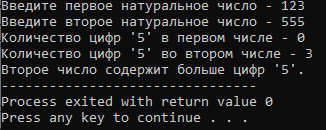 Введите первое натуральное число - 123
Введите второе натуральное число - 555
Количество цифр '5' в первом числе - 0
Количество цифр '5' во втором числе - 3
Второе число содержит больше цифр '5'.
--------------------------------
Process exited with return value 0
Press any key to continue . . .